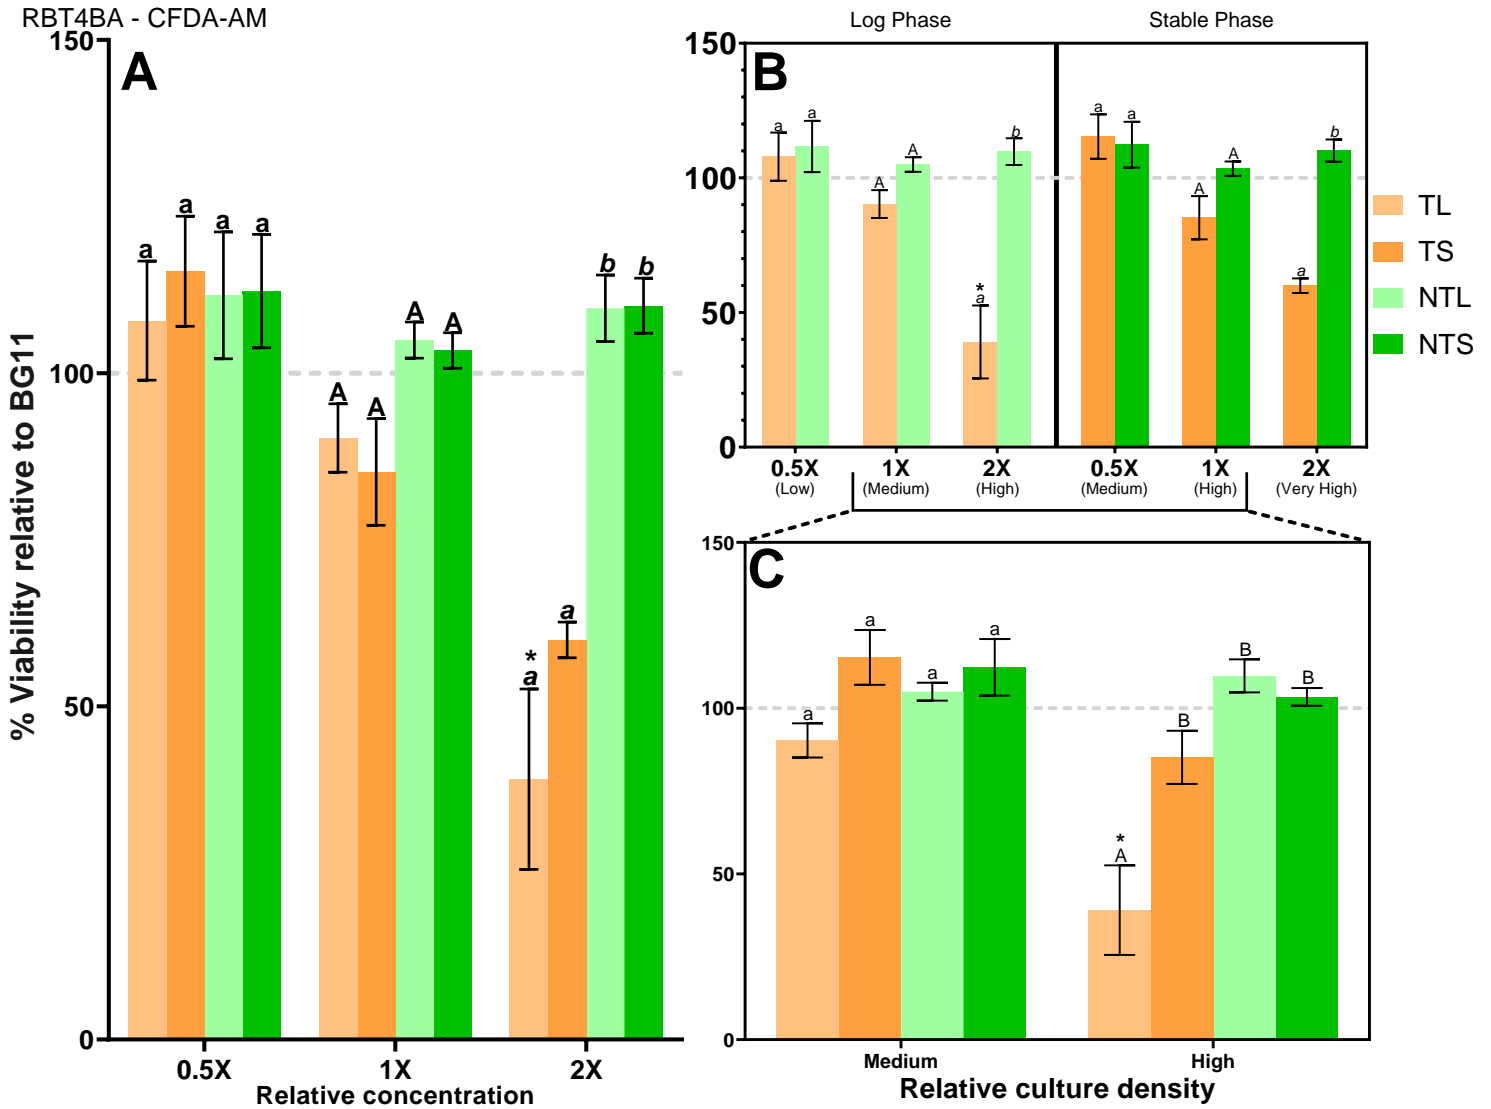 RBT4BA - CFDA-AM
A
150
100
50
0
% Viability relative to BG11
a a a a
A A A A
* a a b b
0.5X 1X 2X
Relative concentration
Log Phase Stable Phase
B
150
100
50
0
a a A A * a b
a a A A a b
0.5X 1X 2X 0.5X 1X 2X
(Low) (Medium) (High) (Medium) (High) (Very High)
TL
TS
NTL
NTS
C
150
100
50
0
a a a a
* A B B B
Medium High
Relative culture density